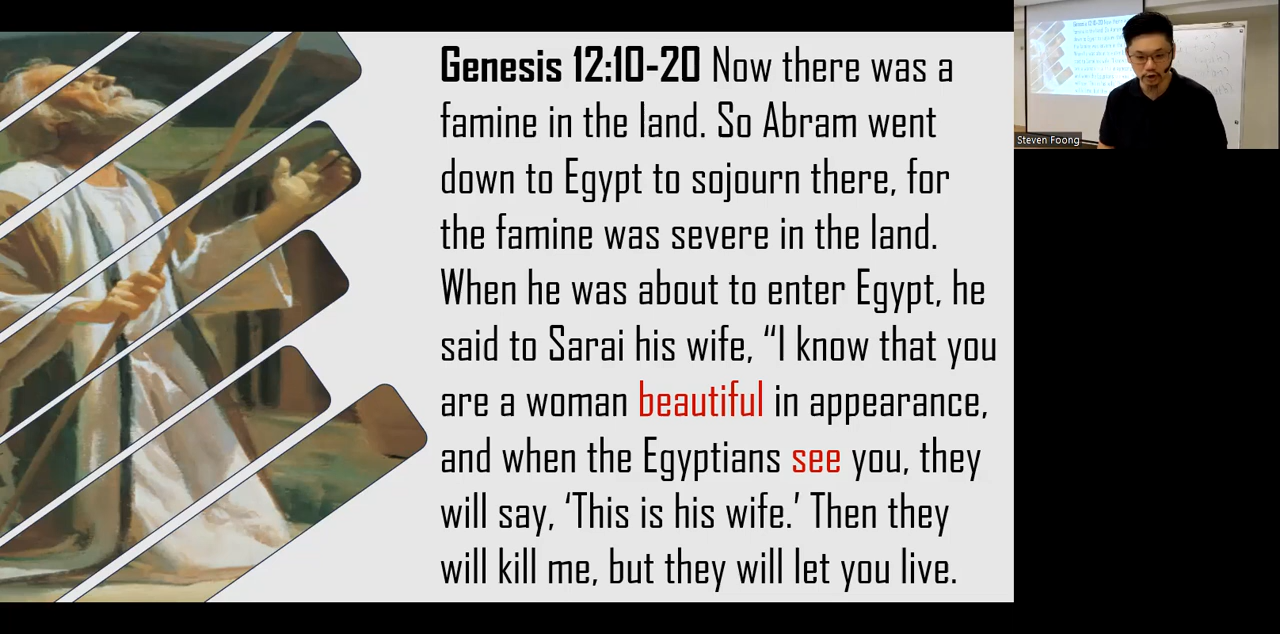 Genesis 12:10-20 Now there was a
famine in the land. So Abram went
down to Egypt to sojourn there, for
the famine was severe in the land.
When he was about to enter Egypt, he
said to Sarai his wife, “I know that you
are a woman beautiful in appearance,
and when the Egyptians see you, they
will say, ‘This is his wife.’ Then they
will kill me, but they will let you live.
Steven Foong